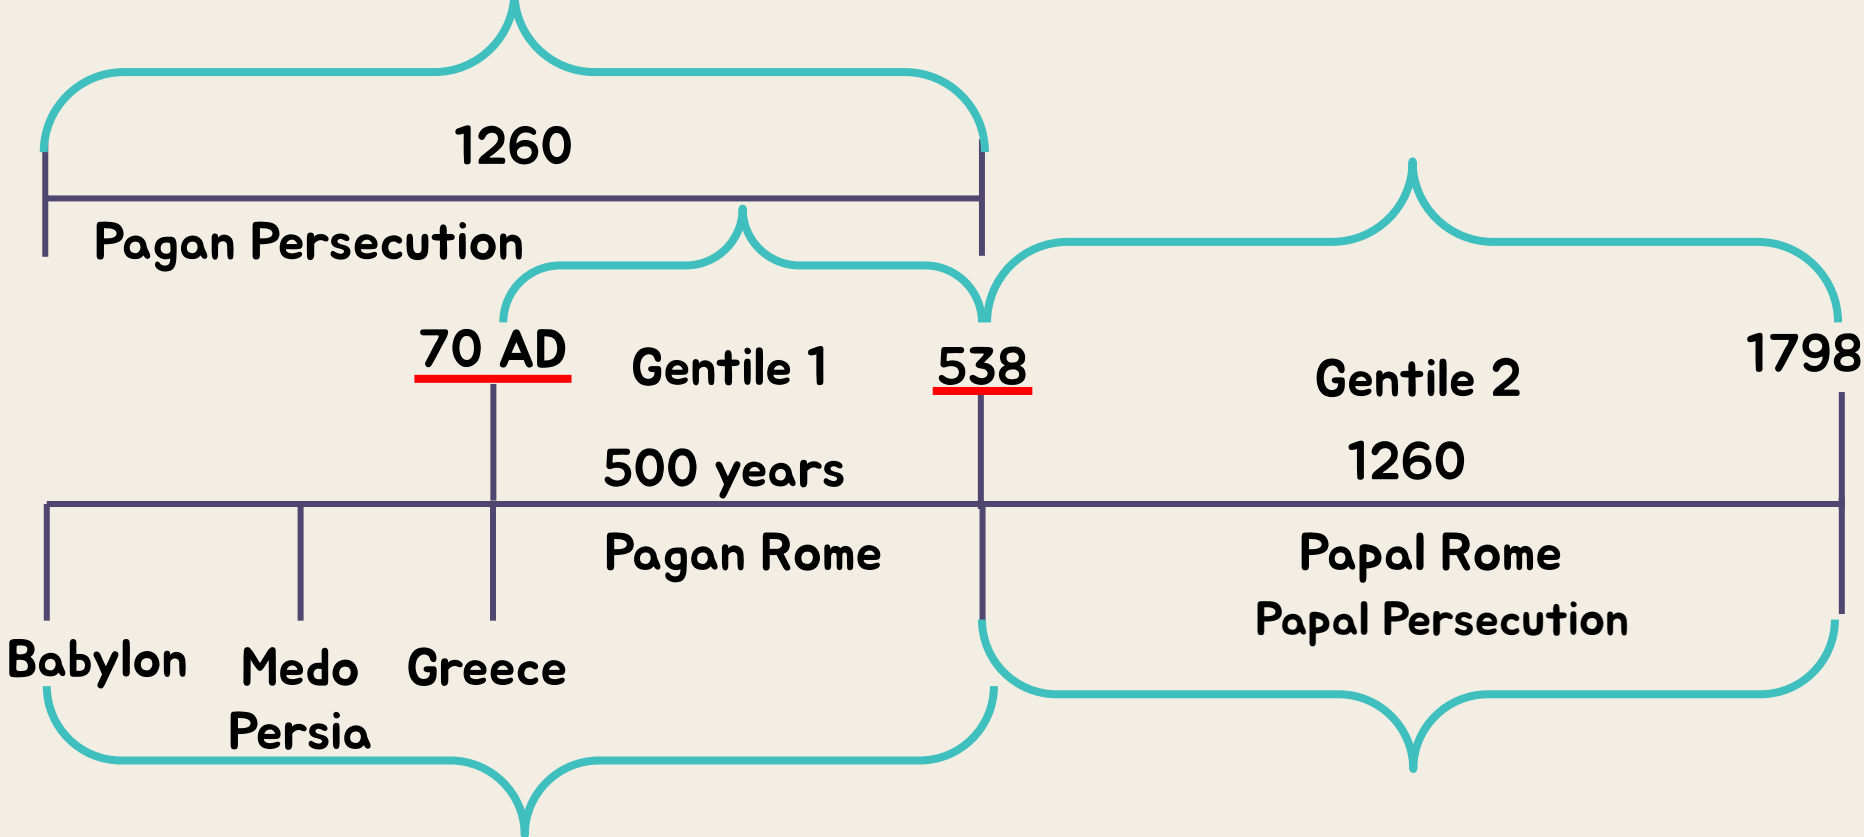 1260
Pagan Persecution
70 AD
Gentile 1
538
Gentile 2
1798
500 years
1260
Pagan Rome
Papal Rome
Papal Persecution
Babylon
Medo
Persia
Greece